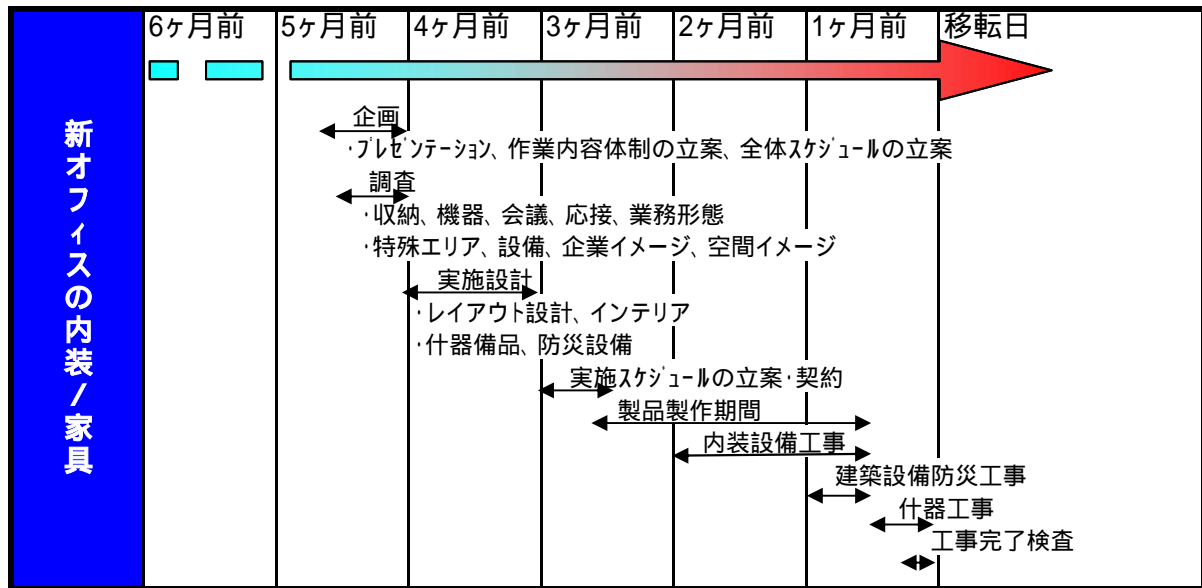 新オフィスの内装/家具
6ヶ月前
5ヶ月前
4ヶ月前
3ヶ月前
2ヶ月前
1ヶ月前
移転日
企画
･ﾌﾟﾚｾﾞﾝﾃｰｼｮﾝ、作業内容体制の立案、全体ｽｹｼﾞｭｰﾙの立案
調査
･収納、機器、会議、応接、業務形態
･特殊エリア、設備、企業イメージ、空間イメージ
実施設計
･レイアウト設計、インテリア
･什器備品、防災設備
実施ｽｹｼﾞｭｰﾙの立案･契約
製品製作期間
内装設備工事
建築設備防災工事
什器工事
工事完了検査